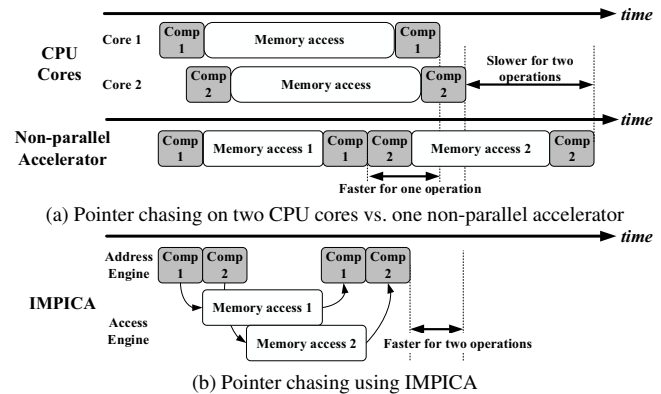 time
Core 1
Comp 1
Memory access
Comp 1
CPU Cores
Core 2
Comp 2
Memory access
Comp 2
Slower for two operations
time
Non-parallel Accelerator
Comp 1
Memory access 1
Comp 1
Comp 2
Memory access 2
Comp 2
Faster for one operation
(a) Pointer chasing on two CPU cores vs. one non-parallel accelerator
time
Address Engine
Comp 1
Comp 2
Comp 1
Comp 2
IMPICA
Memory access 1
Access Engine
Memory access 2
Faster for two operations
(b) Pointer chasing using IMPICA